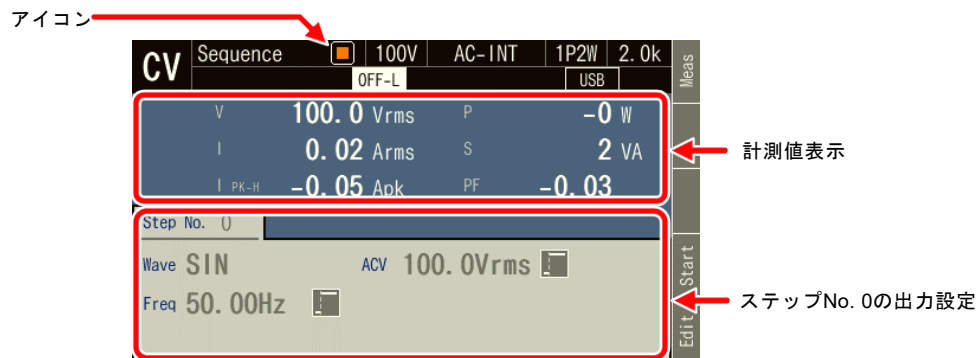 アイコン
CV Sequence 100V AC-INT 1P2W 2.0k
OFF-L USB
Meas
V 100.0 Vrms P -0 W
I 0.02 Arms S 2 VA
計測値表示
I PK-H -0.05 Apk PF -0.03
Step No. 0
Wave SIN ACV 100.0Vrms
Start
Freq 50.00Hz
ステップNo. 0の出力設定
Edit